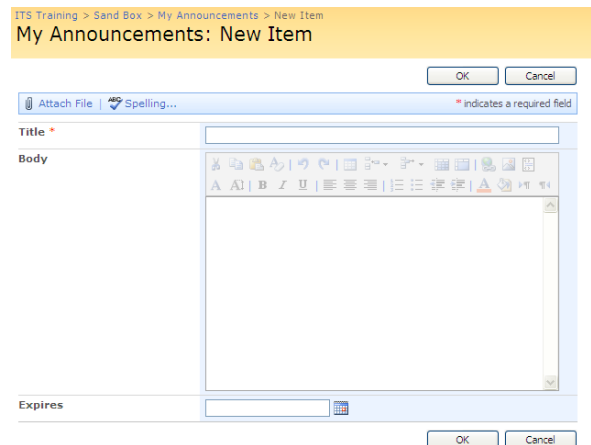 ITS Training > Sand Box > My Announcements > New Item
My Announcements: New Item
OK Cancel
Attach File | ABC Spelling... * indicates a required field
Title *
Body
A A B I U A
Expires
OK Cancel